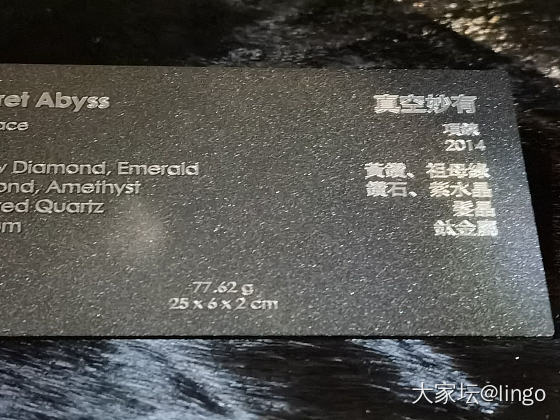 ret Abyss
ace
w Diamond, Emerald
ond, Amethyst
red Quartz
um
77.62 g
25 x 6 x 2 cm
真空妙有
項鍊
2014
黃鑽、祖母綠
鑽石、紫水晶
髮晶
鈦金屬
大家坛@lingo